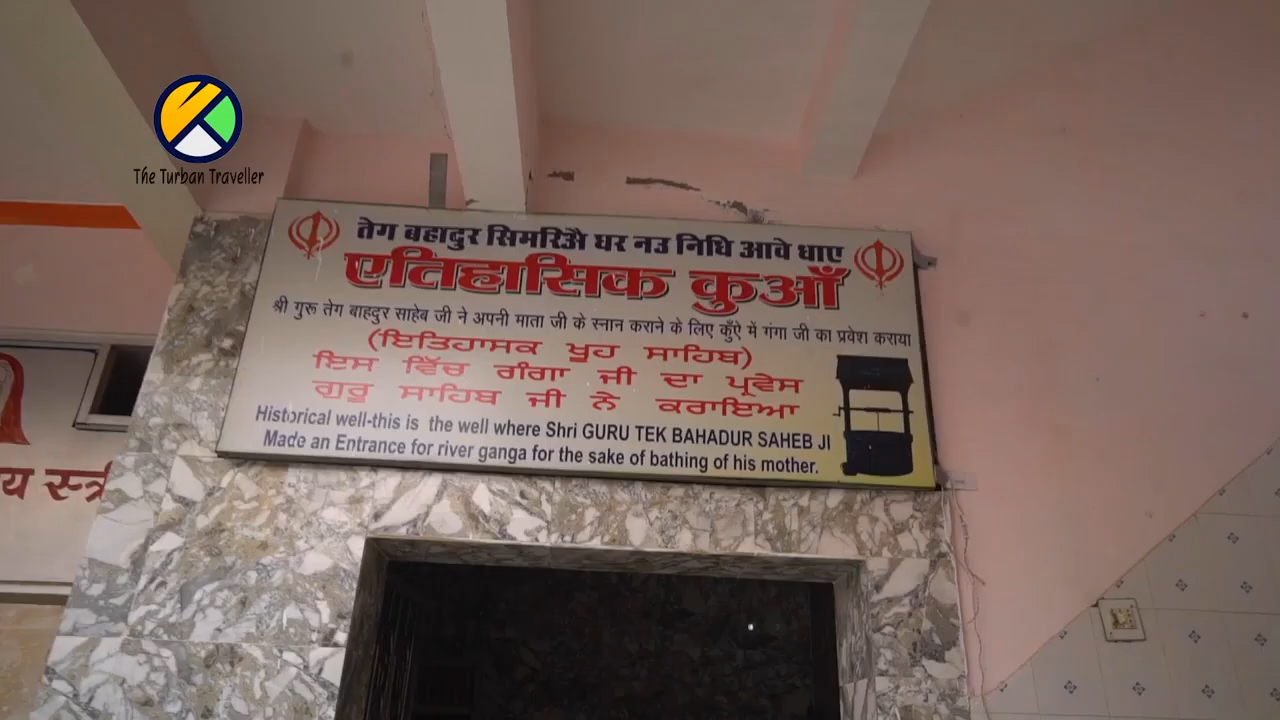 The Turban Traveller
तेग बहादुर सिमरिअै घर नउ निधि आवे धाए
एतिहासिक कुआँ
श्री गुरू तेग बाहदुर साहेब जी ने अपनी माता जी के स्नान कराने के लिए कुँऐ में गंगा जी का प्रवेश कराया
(ਇਤਿਹਾਸਕ ਖੂਹ ਸਾਹਿਬ)
ਇਸ ਵਿੱਚ ਗੰਗਾ ਜੀ ਦਾ ਪ੍ਰਵੇਸ
ਗੁਰੂ ਸਾਹਿਬ ਜੀ ਨੇ ਕਰਾਇਆ
Historical well-this is the well where Shri GURU TEK BAHADUR SAHEB JI
Made an Entrance for river ganga for the sake of bathing of his mother.